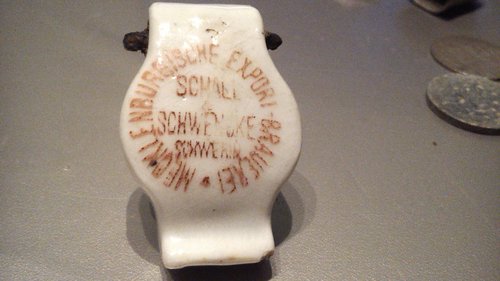 MECKLENBURGISCHE EXPORT-BRAUEREI
SCHALL
&
SCHWENCKE
SCHWERIN